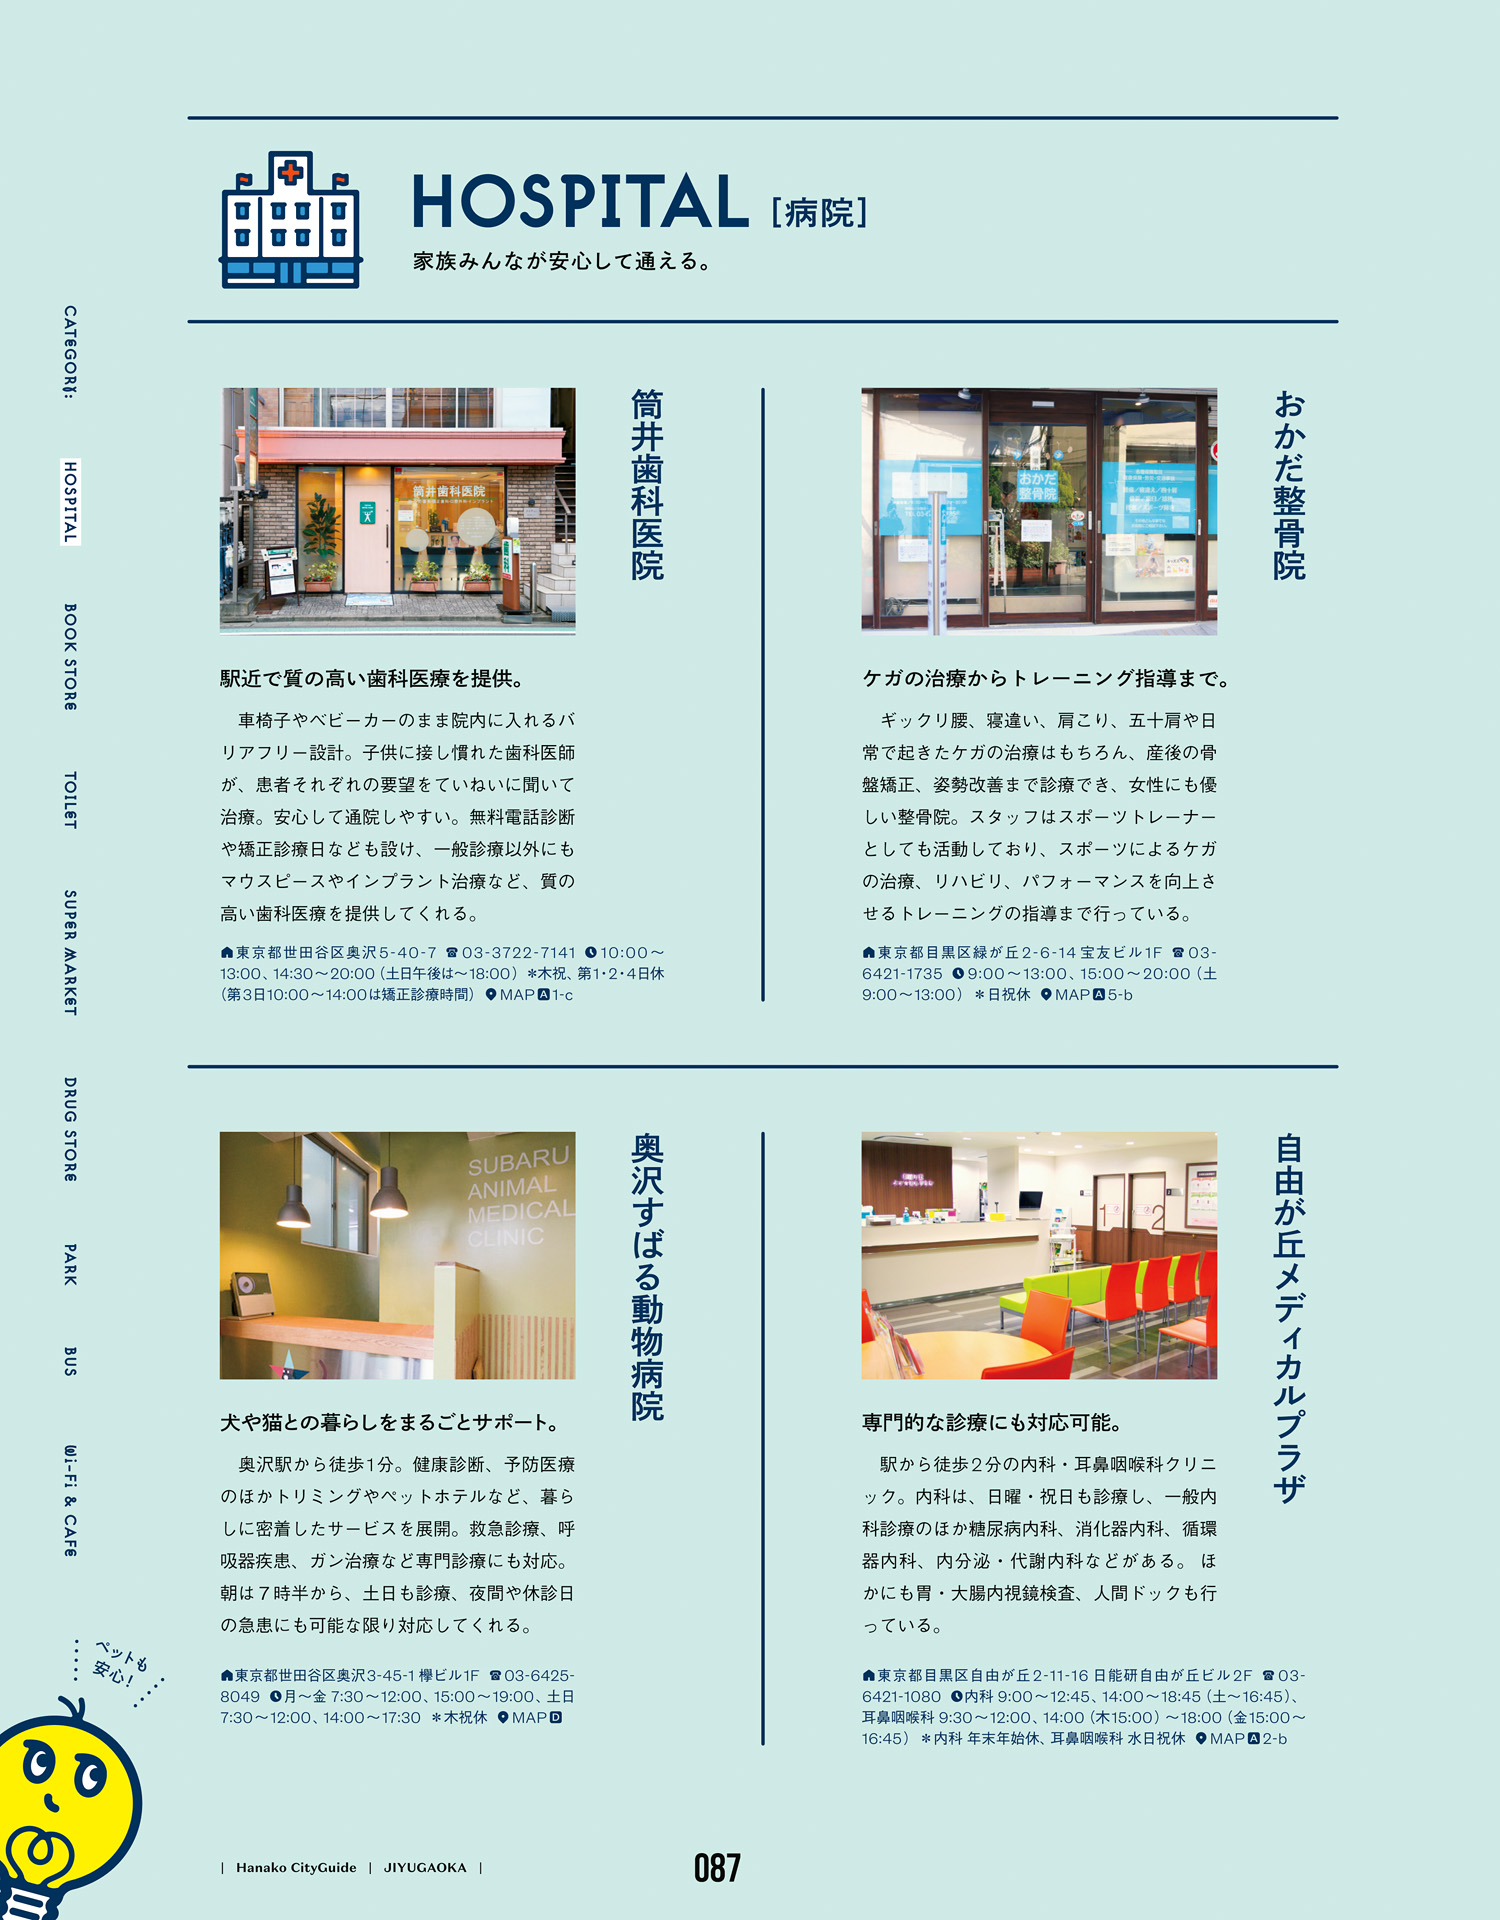 HOSPITAL [病院]
家族みんなが安心して通える。
CATEGORY:
HOSPITAL
BOOK STORE
TOILET
SUPER MARKET
DRUG STORE
PARK
BUS
Wi-Fi & CAFE
筒井歯科医院
筒井歯科医院
駅近で質の高い歯科医療を提供。
車椅子やベビーカーのまま院内に入れるバ
リアフリー設計。子供に接し慣れた歯科医師
が、患者それぞれの要望をていねいに聞いて
治療。安心して通院しやすい。無料電話診断
や矯正診療日なども設け、一般診療以外にも
マウスピースやインプラント治療など、質の
高い歯科医療を提供してくれる。
東京都世田谷区奥沢5-40-7 ☎03-3722-7141 10:00〜
13:00、14:30〜20:00(土日午後は〜18:00) *木祝、第1・2・4日休
(第3日10:00〜14:00は矯正診療時間) MAP A 1-c
おかだ整骨院
おかだ
整骨院
ケガの治療からトレーニング指導まで。
ギックリ腰、寝違い、肩こり、五十肩や日
常で起きたケガの治療はもちろん、産後の骨
盤矯正、姿勢改善まで診療でき、女性にも優
しい整骨院。スタッフはスポーツトレーナー
としても活動しており、スポーツによるケガ
の治療、リハビリ、パフォーマンスを向上さ
せるトレーニングの指導まで行っている。
東京都目黒区緑が丘2-6-14 宝友ビル1F ☎03-
6421-1735 9:00〜13:00、15:00〜20:00(土
9:00〜13:00) *日祝休 MAP A 5-b
奥沢すばる動物病院
SUBARU
ANIMAL
MEDICAL
CLINIC
犬や猫との暮らしをまるごとサポート。
奥沢駅から徒歩1分。健康診断、予防医療
のほかトリミングやペットホテルなど、暮ら
しに密着したサービスを展開。救急診療、呼
吸器疾患、ガン治療など専門診療にも対応。
朝は7時半から、土日も診療、夜間や休診日
の急患にも可能な限り対応してくれる。
東京都世田谷区奥沢3-45-1 欅ビル1F ☎03-6425-
8049 月〜金 7:30〜12:00、15:00〜19:00、土日
7:30〜12:00、14:00〜17:30 *木祝休 MAP D
自由が丘メディカルプラザ
1
2
専門的な診療にも対応可能。
駅から徒歩2分の内科・耳鼻咽喉科クリニ
ック。内科は、日曜・祝日も診療し、一般内
科診療のほか糖尿病内科、消化器内科、循環
器内科、内分泌・代謝内科などがある。ほ
かにも胃・大腸内視鏡検査、人間ドックも行
っている。
東京都目黒区自由が丘2-11-16 日能研自由が丘ビル2F ☎03-
6421-1080 内科 9:00〜12:45、14:00〜18:45(土〜16:45)、
耳鼻咽喉科 9:30〜12:00、14:00(木15:00)〜18:00(金15:00〜
16:45) *内科 年末年始休、耳鼻咽喉科 水日祝休 MAP A 2-b
ペットも
安心!
| Hanako CityGuide | JIYUGAOKA |
087